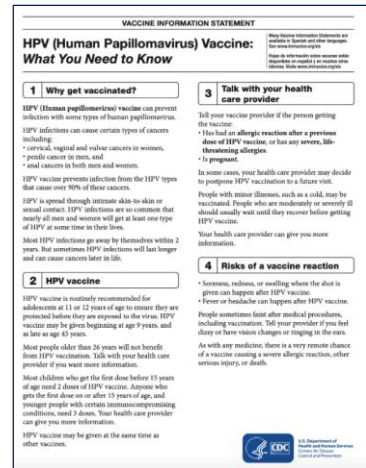 VACCINE INFORMATION STATEMENT
HPV (Human Papillomavirus) Vaccine:
What You Need to Know
Many Vaccine Information Statements are
available in Spanish and other languages.
See www.immunize.org/vis
Hojas de información sobre vacunas están
disponibles en español y en muchos otros
idiomas. Visite www.immunize.org/vis
1 Why get vaccinated?
HPV (Human papillomavirus) vaccine can prevent
infection with some types of human papillomavirus.
HPV infections can cause certain types of cancers
including:
• cervical, vaginal and vulvar cancers in women,
• penile cancer in men, and
• anal cancers in both men and women.
HPV vaccine prevents infection from the HPV types
that cause over 90% of these cancers.
HPV is spread through intimate skin-to-skin or
sexual contact. HPV infections are so common that
nearly all men and women will get at least one type
of HPV at some time in their lives.
Most HPV infections go away by themselves within 2
years. But sometimes HPV infections will last longer
and can cause cancers later in life.
2 HPV vaccine
HPV vaccine is routinely recommended for
adolescents at 11 or 12 years of age to ensure they are
protected before they are exposed to the virus. HPV
vaccine may be given beginning at age 9 years, and
as late as age 45 years.
Most people older than 26 years will not benefit
from HPV vaccination. Talk with your health care
provider if you want more information.
Most children who get the first dose before 15 years
of age need 2 doses of HPV vaccine. Anyone who
gets the first dose on or after 15 years of age, and
younger people with certain immunocompromising
conditions, need 3 doses. Your health care provider
can give you more information.
HPV vaccine may be given at the same time as
other vaccines.
3 Talk with your health
care provider
Tell your vaccine provider if the person getting
the vaccine:
• Has had an allergic reaction after a previous
dose of HPV vaccine, or has any severe, life-
threatening allergies.
• Is pregnant.
In some cases, your health care provider may decide
to postpone HPV vaccination to a future visit.
People with minor illnesses, such as a cold, may be
vaccinated. People who are moderately or severely ill
should usually wait until they recover before getting
HPV vaccine.
Your health care provider can give you more
information.
4 Risks of a vaccine reaction
• Soreness, redness, or swelling where the shot is
given can happen after HPV vaccine.
• Fever or headache can happen after HPV vaccine.
People sometimes faint after medical procedures,
including vaccination. Tell your provider if you feel
dizzy or have vision changes or ringing in the ears.
As with any medicine, there is a very remote chance
of a vaccine causing a severe allergic reaction, other
serious injury, or death.
CDC
U.S. Department of
Health and Human Services
Centers for Disease
Control and Prevention